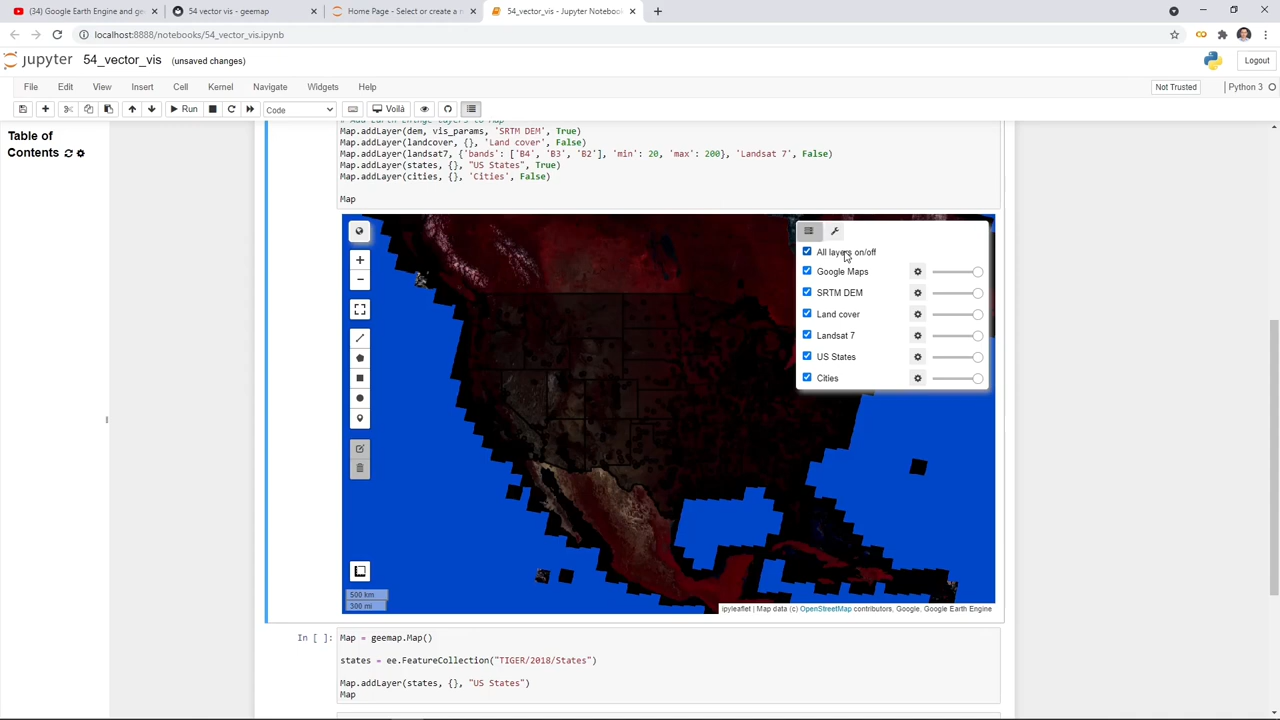 (34) Google Earth Engine and ge
54 vector vis - geemap
Home Page - Select or create a n
54_vector_vis - Jupyter Notebook
localhost:8888/notebooks/54_vector_vis.ipynb
jupyter 54_vector_vis (unsaved changes)
Logout
File Edit View Insert Cell Kernel Navigate Widgets Help
Not Trusted
Python 3
Run
Code
Voilà
Table of
Contents
# Add Earth Eninge layers to Map
Map.addLayer(dem, vis_params, 'SRTM DEM', True)
Map.addLayer(landcover, {}, 'Land cover', False)
Map.addLayer(landsat7, {'bands': ['B4', 'B3', 'B2'], 'min': 20, 'max': 200}, 'Landsat 7', False)
Map.addLayer(states, {}, "US States", True)
Map.addLayer(cities, {}, 'Cities', False)
Map
All layers on/off
Google Maps
SRTM DEM
Land cover
Landsat 7
US States
Cities
500 km
300 mi
ipyleaflet | Map data (c) OpenStreetMap contributors, Google, Google Earth Engine
In [ ]: Map = geemap.Map()
states = ee.FeatureCollection("TIGER/2018/States")
Map.addLayer(states, {}, "US States")
Map